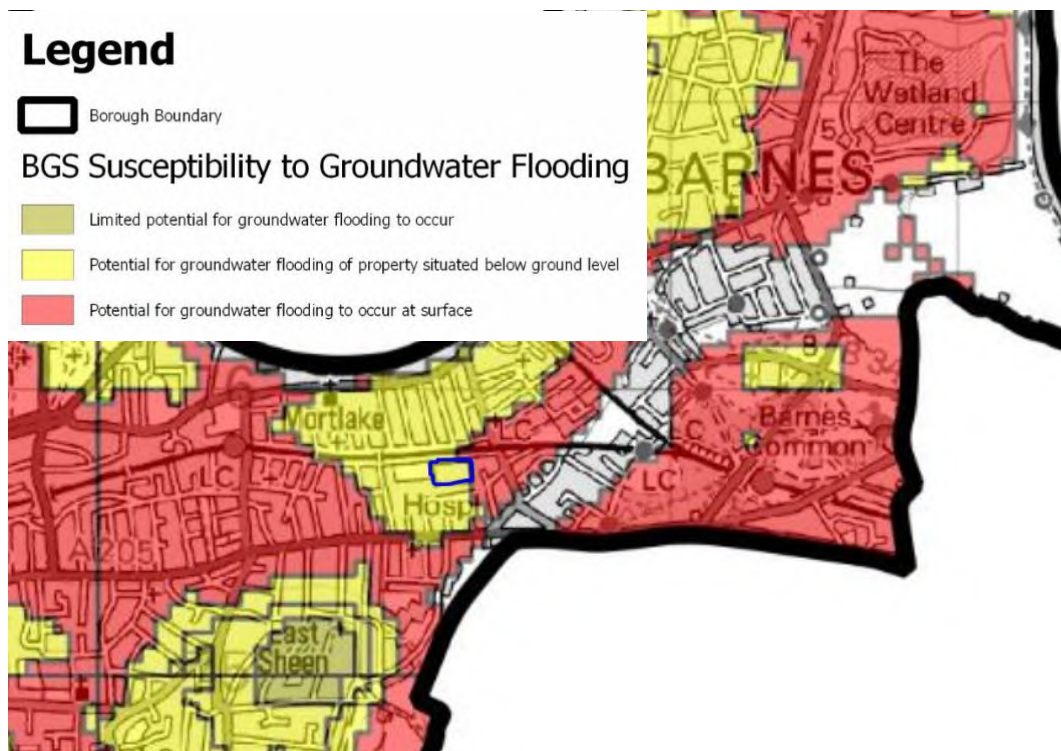 Legend
Borough Boundary
BGS Susceptibility to Groundwater Flooding
Limited potential for groundwater flooding to occur
Potential for groundwater flooding of property situated below ground level
Potential for groundwater flooding to occur at surface
The
Wetland
Centre
5
BARNES
Mortlake
LC
Barnes
Common
LC
LC
Hosp
A 205
East
Sheen